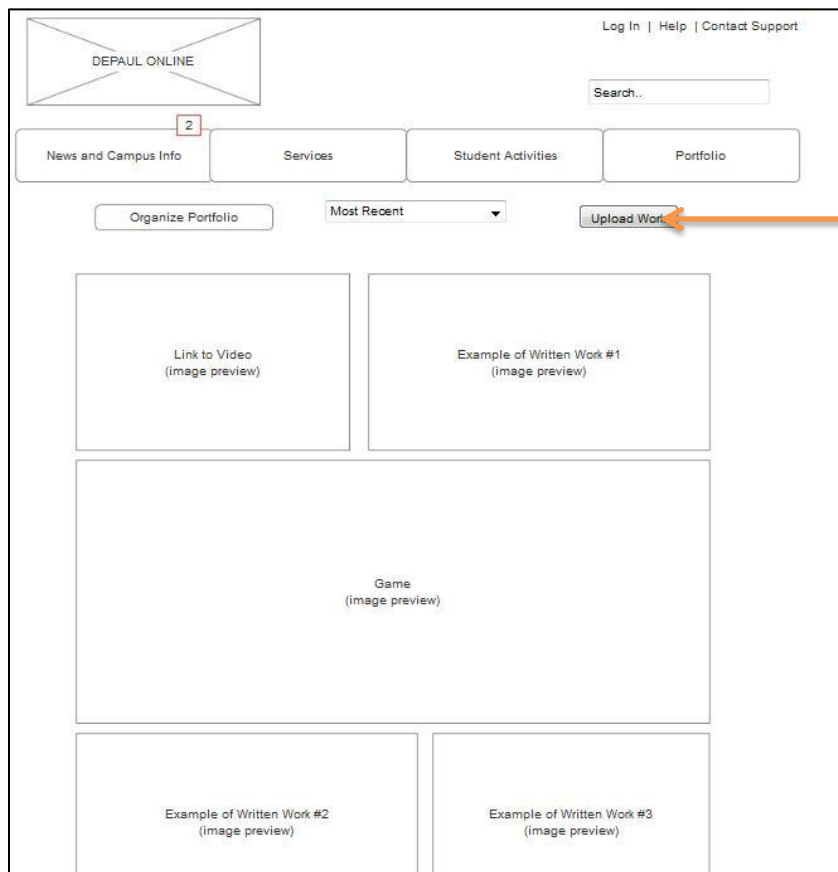 Log In | Help | Contact Support
DEPAUL ONLINE
Search..
2
News and Campus Info
Services
Student Activities
Portfolio
Organize Portfolio
Most Recent
Upload Work
Link to Video
(image preview)
Example of Written Work #1
(image preview)
Game
(image preview)
Example of Written Work #2
(image preview)
Example of Written Work #3
(image preview)